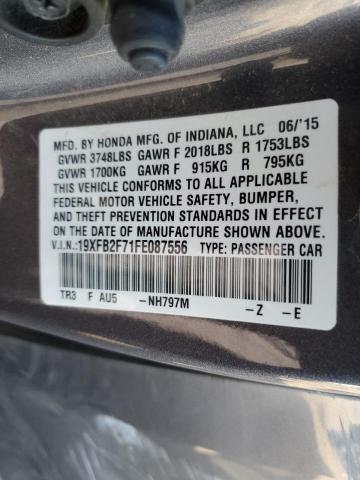 MFD. BY HONDA MFG. OF INDIANA, LLC 06/'15
GVWR 3748LBS GAWR F 2018LBS R 1753LBS
GVWR 1700KG GAWR F 915KG R 795KG
THIS VEHICLE CONFORMS TO ALL APPLICABLE
FEDERAL MOTOR VEHICLE SAFETY, BUMPER,
AND THEFT PREVENTION STANDARDS IN EFFECT
ON THE DATE OF MANUFACTURE SHOWN ABOVE.
V.I.N.:19XFB2F71FE087556 TYPE: PASSENGER CAR
TR3 F AU5 -NH797M -Z -E